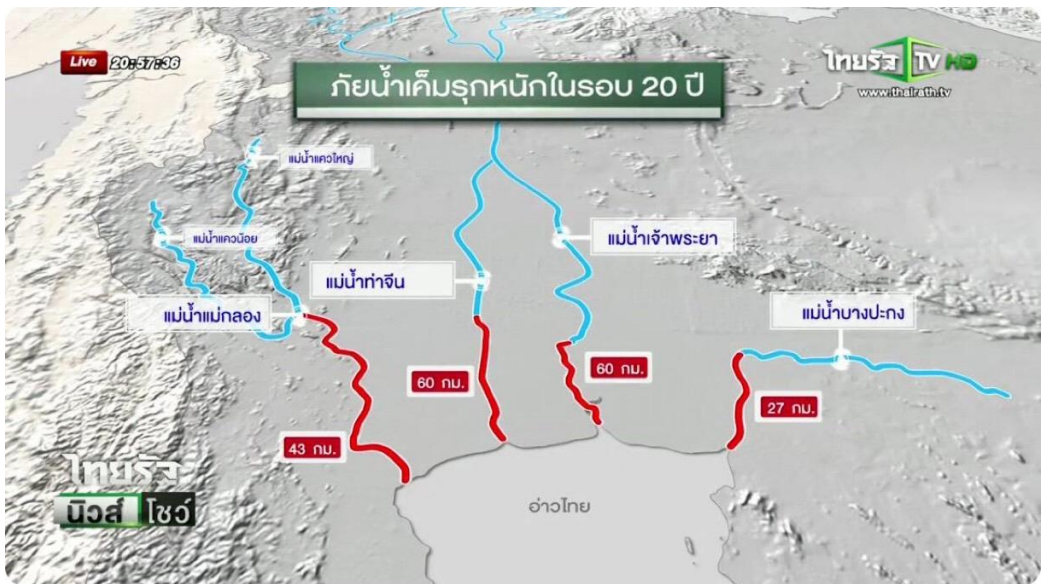 Live 20:57:36
ภัยน้ำเค็มรุกหนักในรอบ 20 ปี
ไทยรัฐ TV HD
www.thairath.tv
แม่น้ำแควใหญ่
แม่น้ำแควน้อย
แม่น้ำเจ้าพระยา
แม่น้ำท่าจีน
แม่น้ำแม่กลอง
แม่น้ำบางปะกง
60 กม.
60 กม.
27 กม.
43 กม.
ไทยรัฐ
นิวส์ โชว์
อ่าวไทย